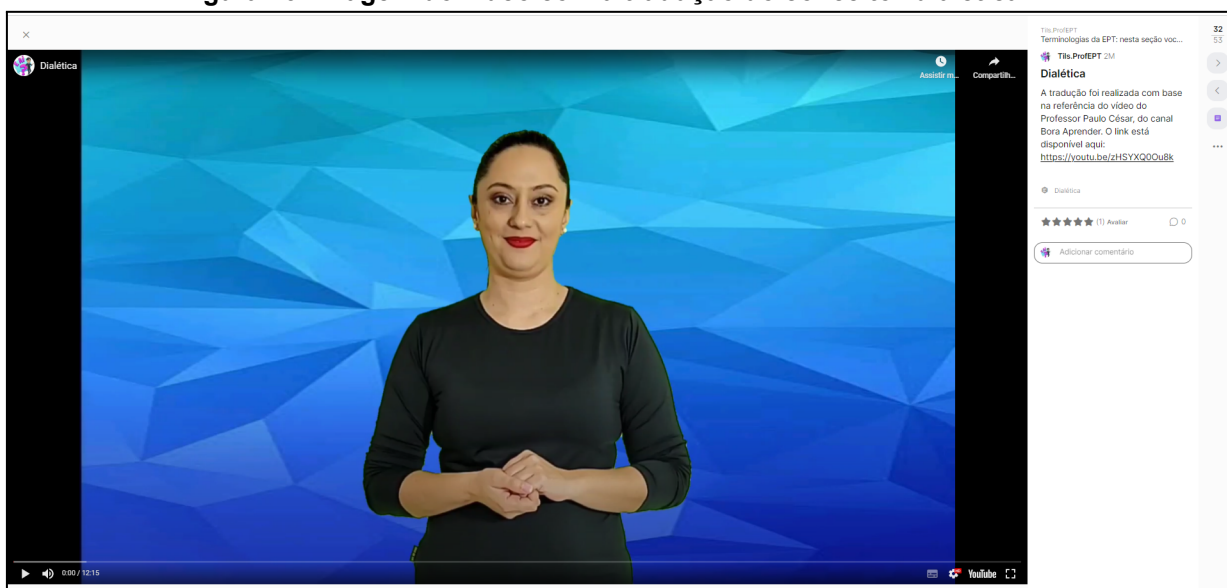 ×
Dialética
Assistir m...
Compartilh...
0:00 / 12:15
YouTube
Tils.ProfEPT
Terminologias da EPT: nesta seção voc...
Tils.ProfEPT 2M
Dialética
A tradução foi realizada com base
na referência do vídeo do
Professor Paulo César, do canal
Bora Aprender. O link está
disponível aqui:
https://youtu.be/zHSYXQ0Ou8k
Dialética
(1) Avaliar
0
Adicionar comentário
32
53